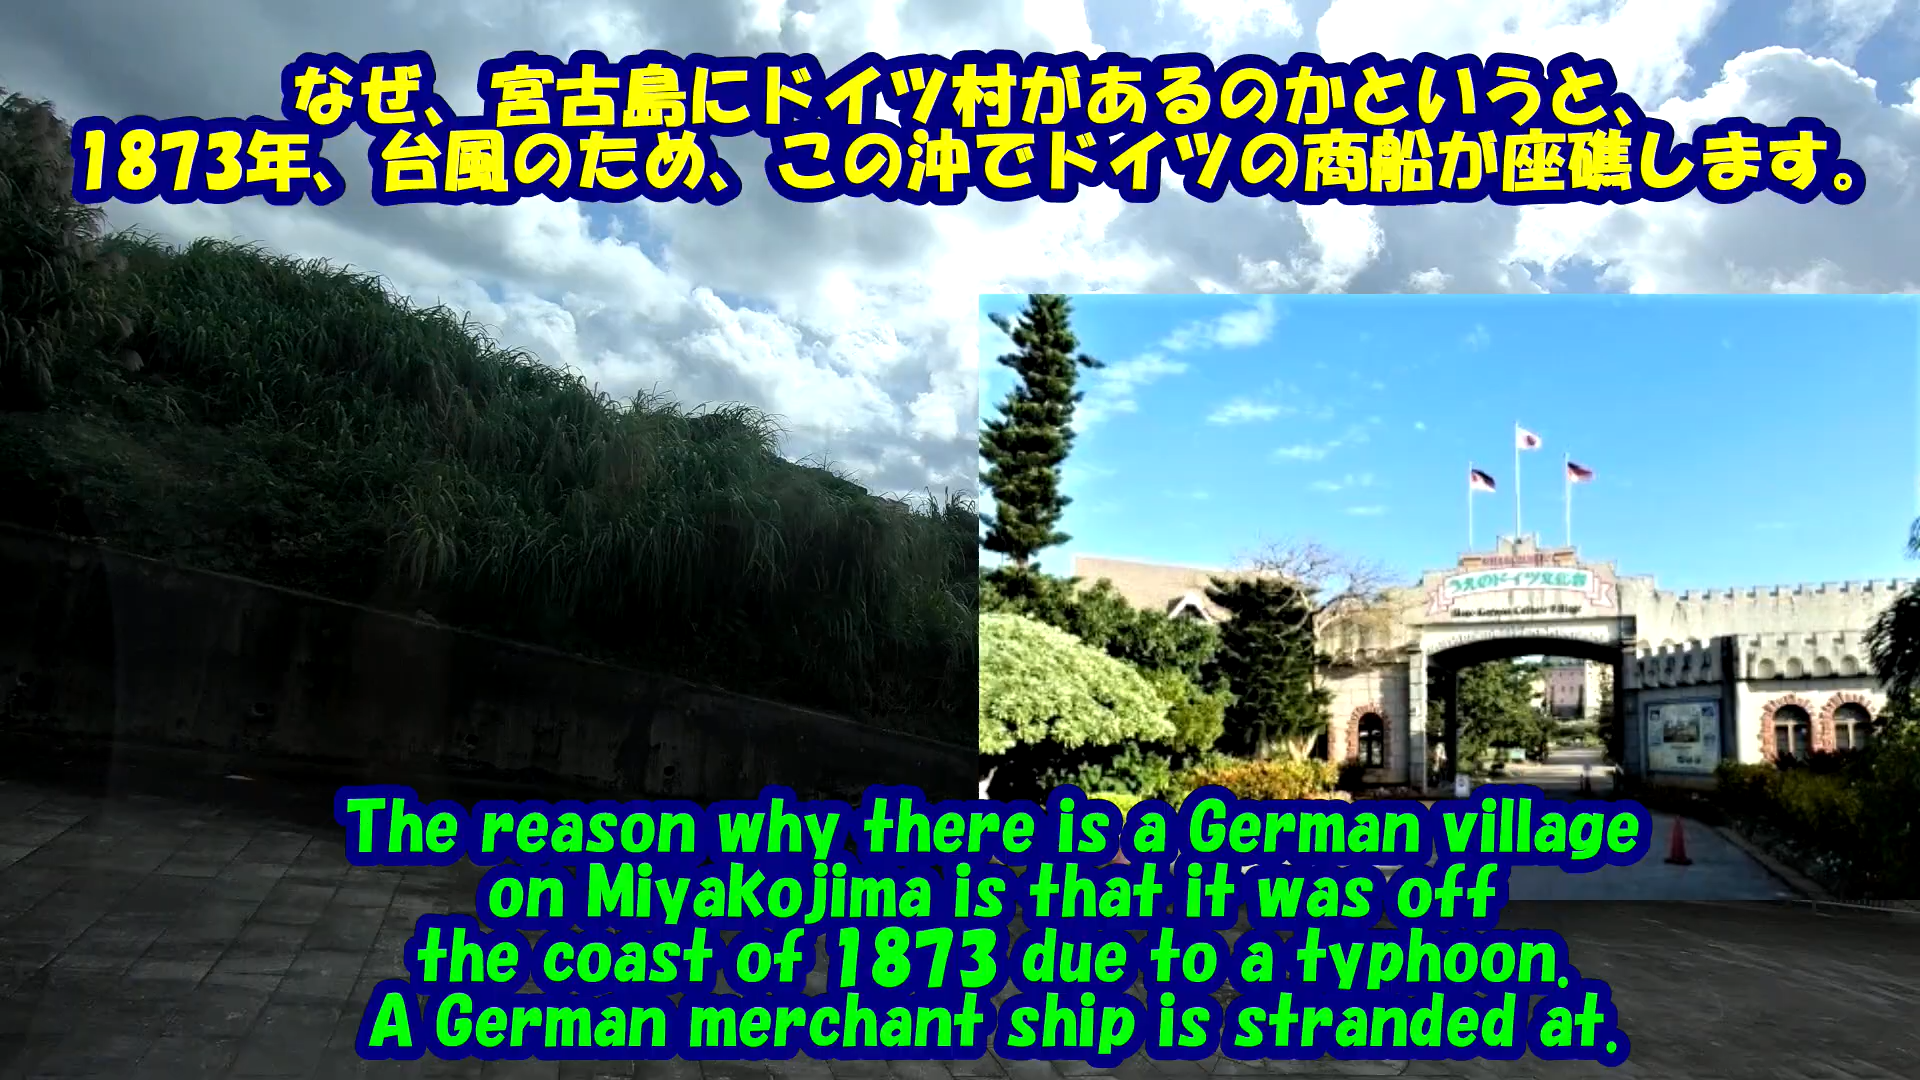 なぜ、宮古島にドイツ村があるのかというと、
1873年、台風のため、この沖でドイツの商船が座礁します。
うえのドイツ文化村
Ueno German Culture Village
The reason why there is a German village
on Miyakojima is that it was off
the coast of 1873 due to a typhoon.
A German merchant ship is stranded at.